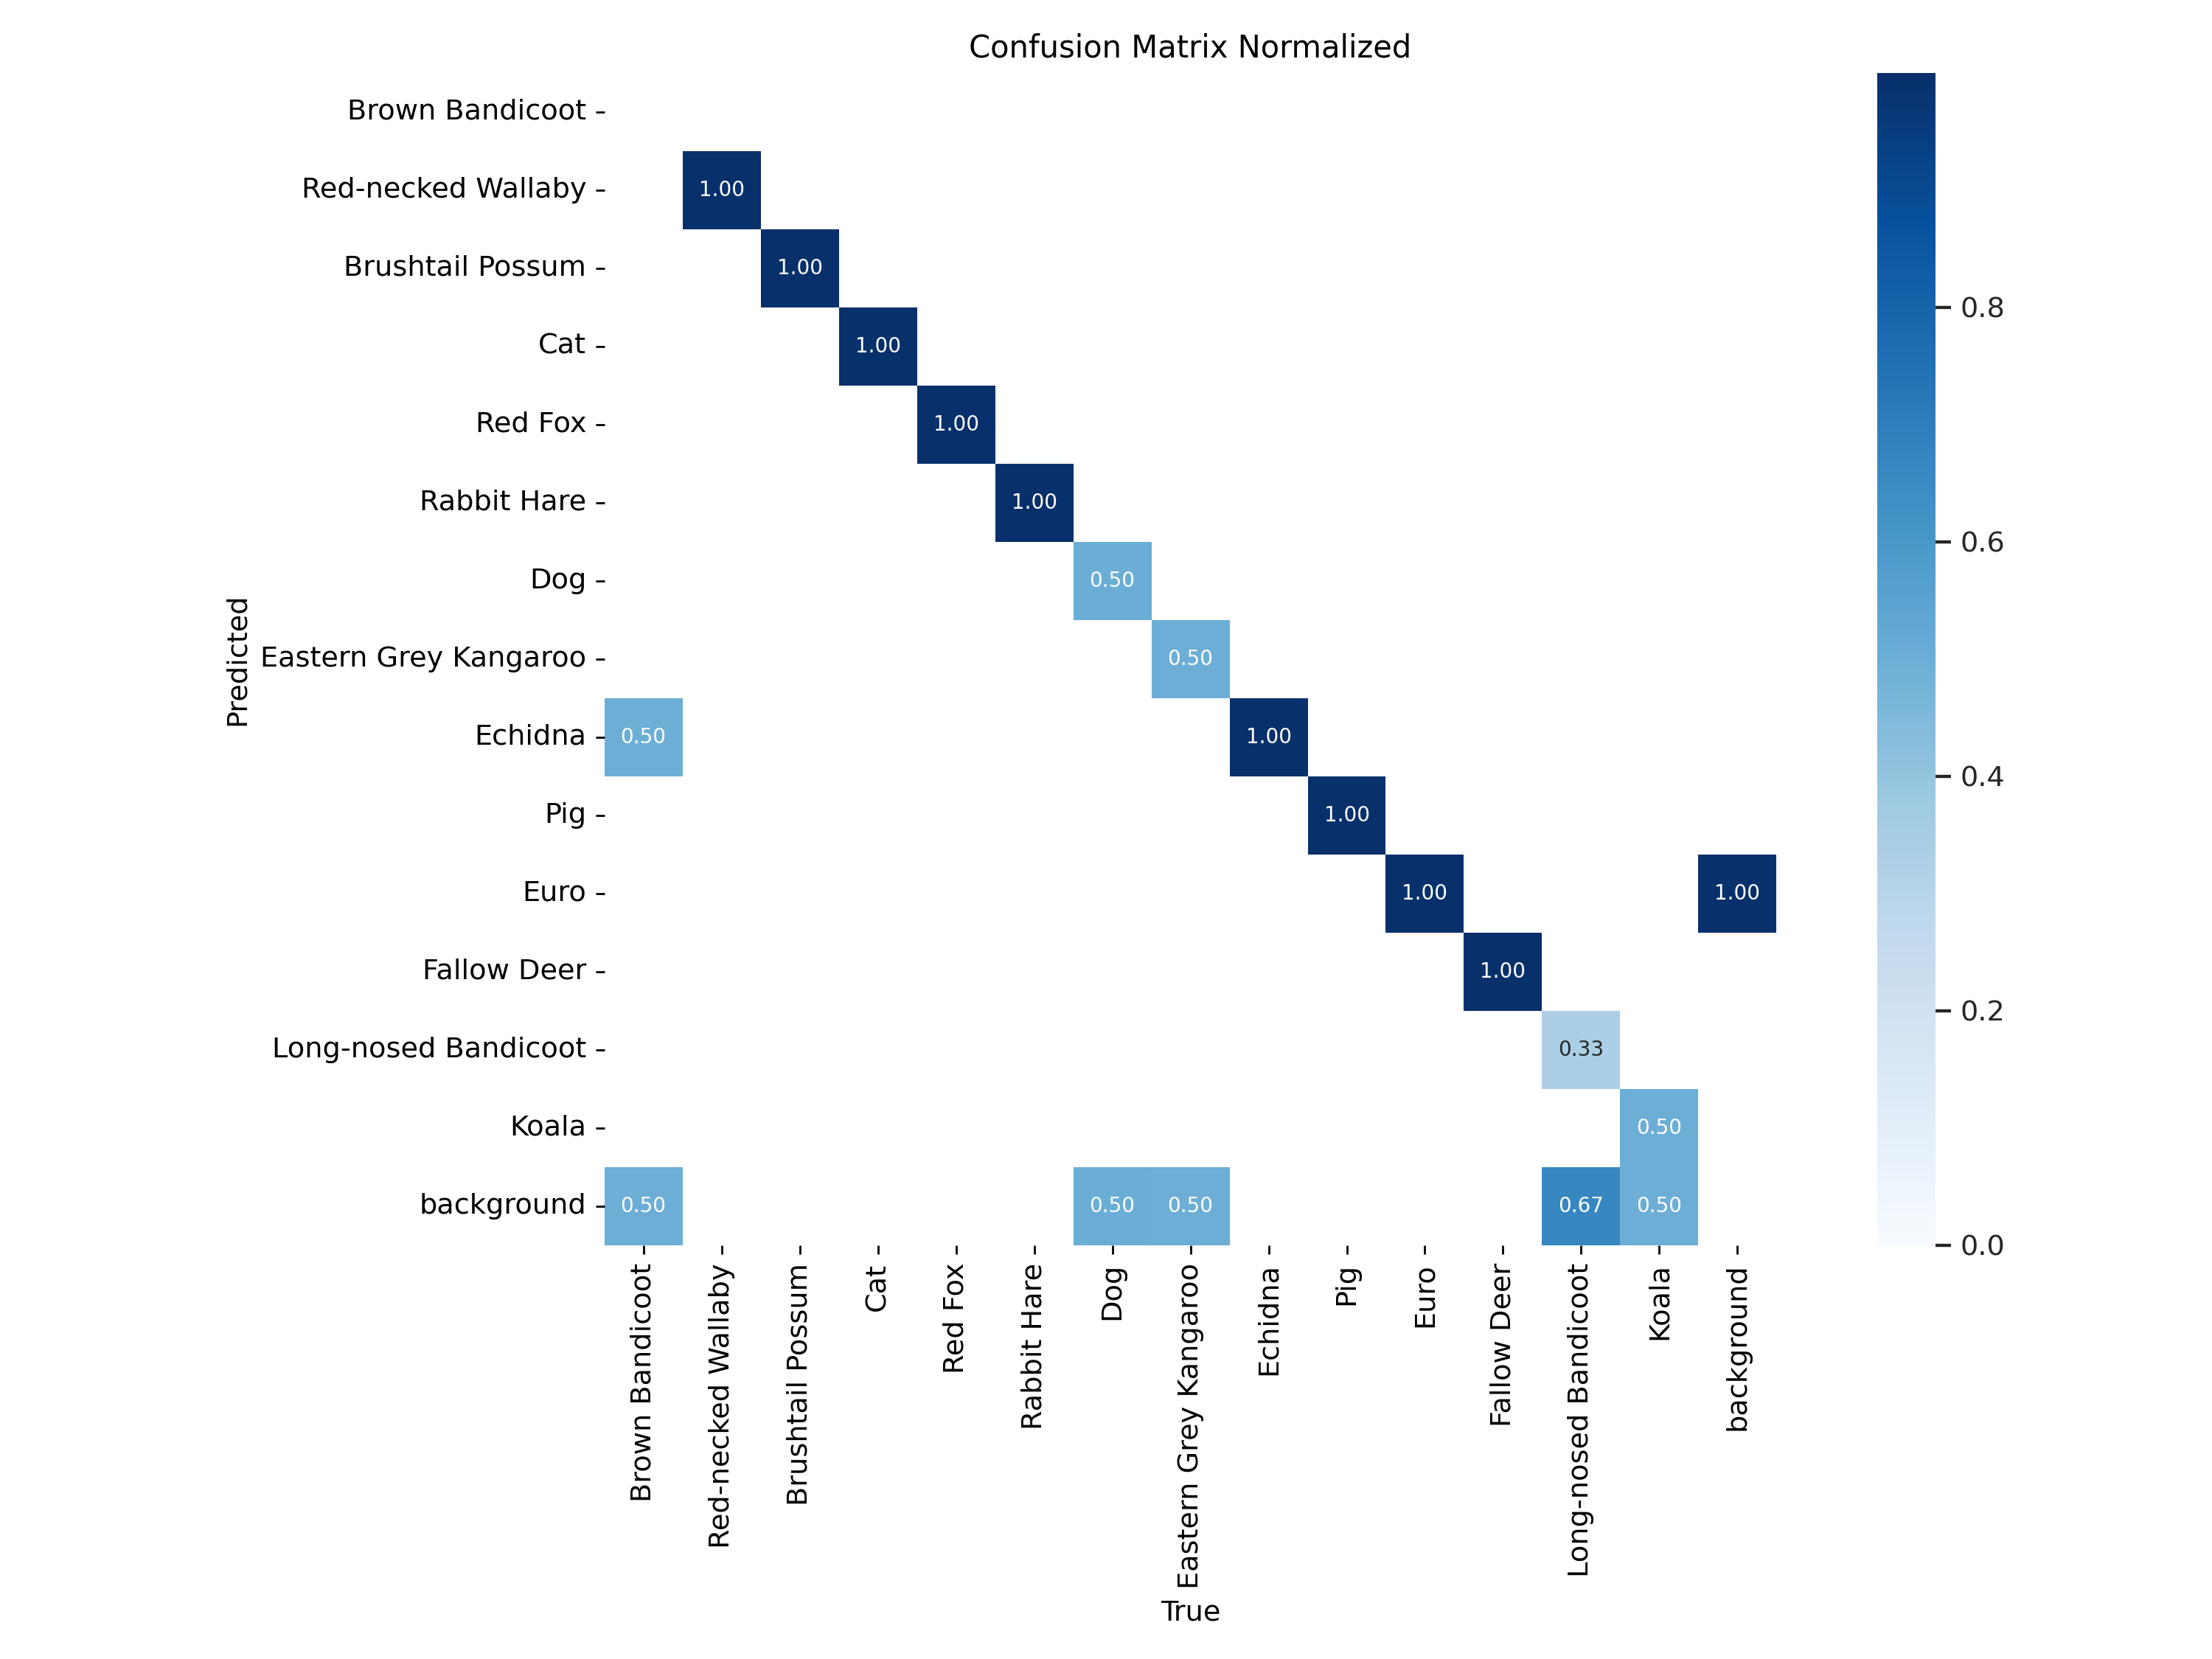 Confusion Matrix Normalized
Brown Bandicoot
Red-necked Wallaby
1.00
Brushtail Possum
1.00
Cat
1.00
0.8
Red Fox
1.00
Rabbit Hare
1.00
0.6
Dog
0.50
Predicted
Eastern Grey Kangaroo
0.50
Echidna
0.50
1.00
0.4
Pig
1.00
Euro
1.00
1.00
Fallow Deer
1.00
0.2
Long-nosed Bandicoot
0.33
Koala
0.50
background
0.50
0.50
0.50
0.67
0.50
0.0
Brown Bandicoot
Red-necked Wallaby
Brushtail Possum
Cat
Red Fox
Rabbit Hare
Dog
Eastern Grey Kangaroo
Echidna
Pig
Euro
Fallow Deer
Long-nosed Bandicoot
Koala
background
True